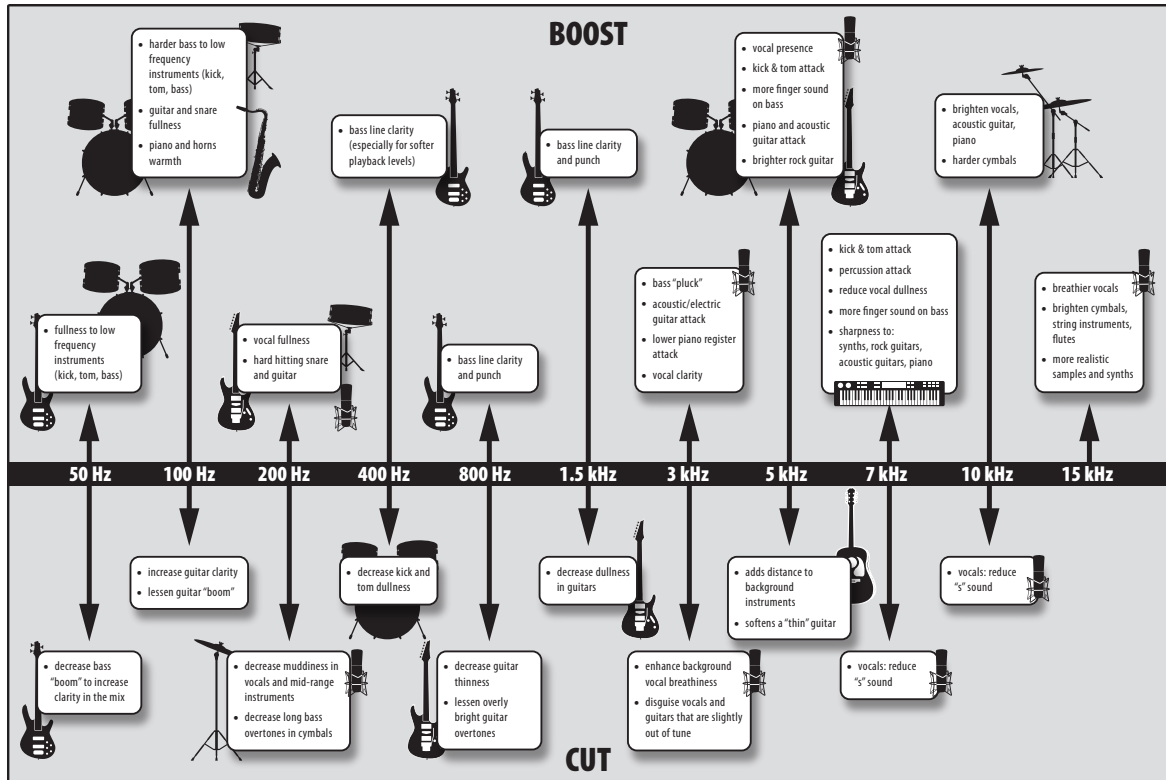 BOOST
• harder bass to low
frequency
instruments (kick,
tom, bass)
• guitar and snare
fullness
• piano and horns
warmth
• bass line clarity
(especially for softer
playback levels)
• bass line clarity
and punch
• vocal presence
• kick & tom attack
• more finger sound
on bass
• piano and acoustic
guitar attack
• brighter rock guitar
• brighten vocals,
acoustic guitar,
piano
• harder cymbals
• fullness to low
frequency
instruments
(kick, tom, bass)
• vocal fullness
• hard hitting snare
and guitar
• bass line clarity
and punch
• bass “pluck”
• acoustic/electric
guitar attack
• lower piano register
attack
• vocal clarity
• kick & tom attack
• percussion attack
• reduce vocal dullness
• more finger sound on bass
• sharpness to:
synths, rock guitars,
acoustic guitars, piano
• breathier vocals
• brighten cymbals,
string instruments,
flutes
• more realistic
samples and synths
50 Hz 100 Hz 200 Hz 400 Hz 800 Hz 1.5 kHz 3 kHz 5 kHz 7 kHz 10 kHz 15 kHz
• increase guitar clarity
• lessen guitar “boom”
• decrease kick and
tom dullness
• decrease dullness
in guitars
• adds distance to
background
instruments
• softens a “thin” guitar
• vocals: reduce
“s” sound
• decrease bass
“boom” to increase
clarity in the mix
• decrease muddiness in
vocals and mid-range
instruments
• decrease long bass
overtones in cymbals
• decrease guitar
thinness
• lessen overly
bright guitar
overtones
• enhance background
vocal breathiness
• disguise vocals and
guitars that are slightly
out of tune
• vocals: reduce
“s” sound
CUT